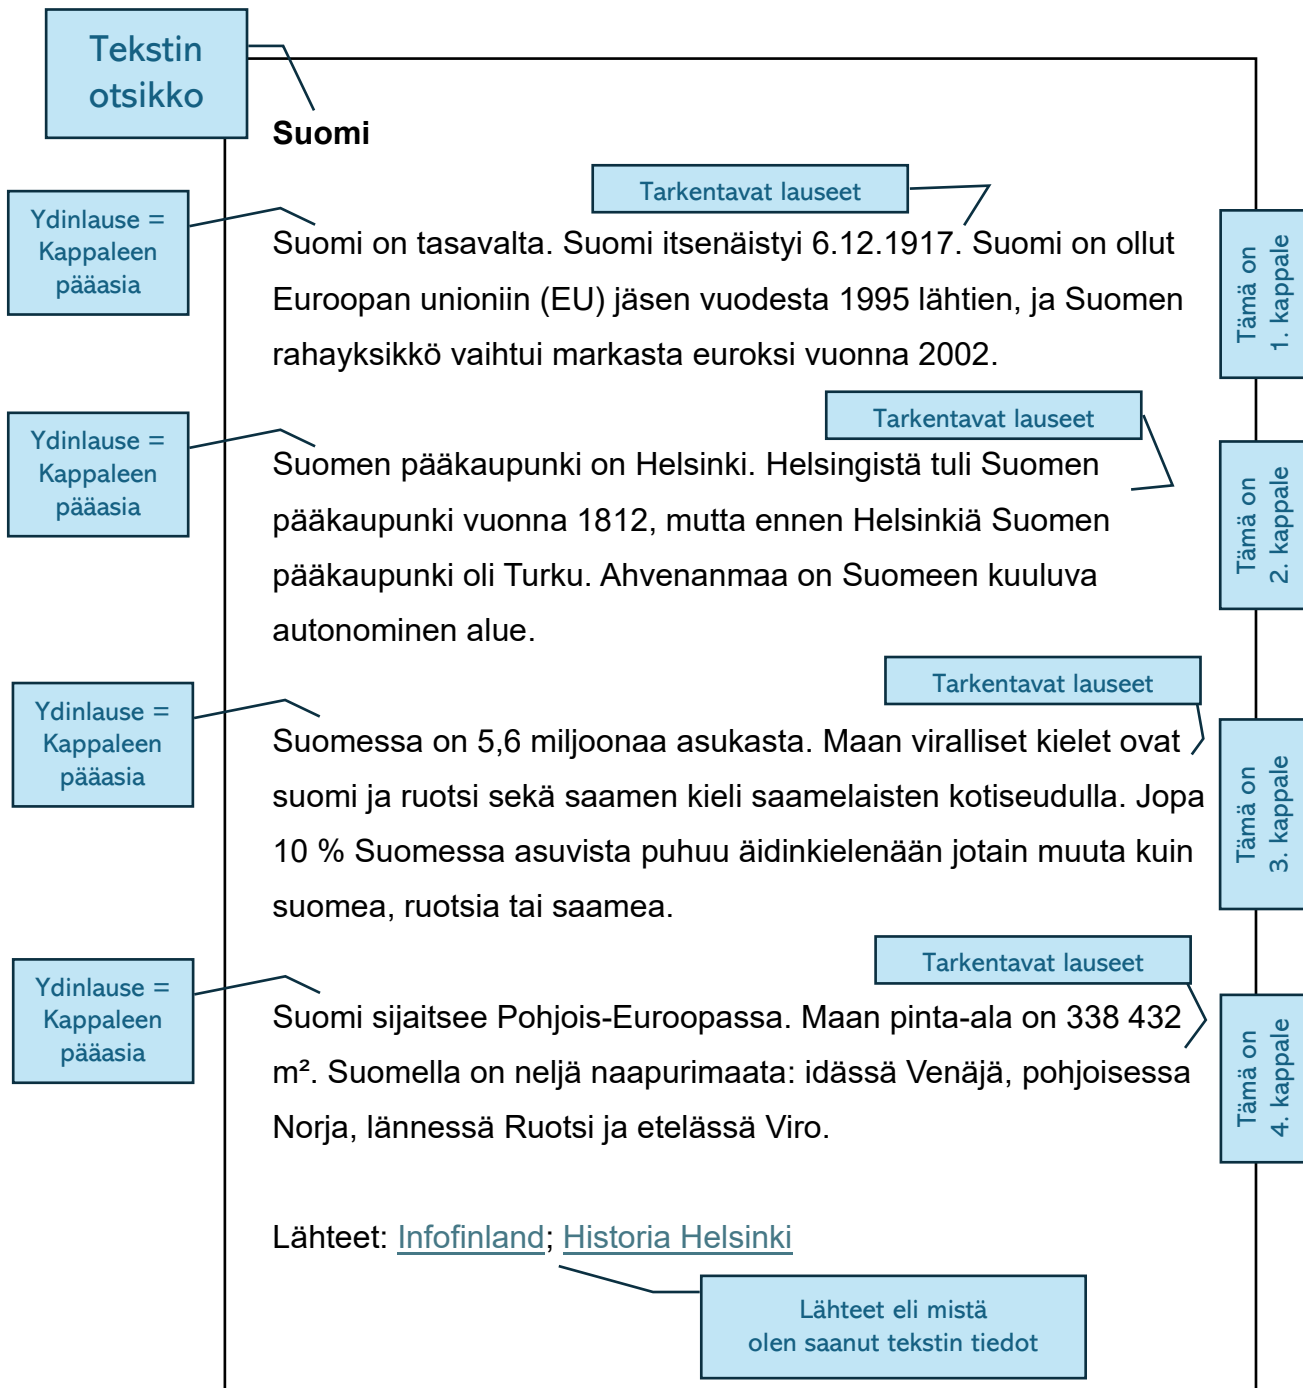 Tekstin
otsikko
Suomi
Tarkentavat lauseet
Ydinlause =
Kappaleen
pääasia
Suomi on tasavalta. Suomi itsenäistyi 6.12.1917. Suomi on ollut
Euroopan unioniin (EU) jäsen vuodesta 1995 lähtien, ja Suomen
rahayksikkö vaihtui markasta euroksi vuonna 2002.
Tämä on
1. kappale
Tarkentavat lauseet
Ydinlause =
Kappaleen
pääasia
Suomen pääkaupunki on Helsinki. Helsingistä tuli Suomen
pääkaupunki vuonna 1812, mutta ennen Helsinkiä Suomen
pääkaupunki oli Turku. Ahvenanmaa on Suomeen kuuluva
autonominen alue.
Tämä on
2. kappale
Tarkentavat lauseet
Ydinlause =
Kappaleen
pääasia
Suomessa on 5,6 miljoonaa asukasta. Maan viralliset kielet ovat
suomi ja ruotsi sekä saamen kieli saamelaisten kotiseudulla. Jopa
10 % Suomessa asuvista puhuu äidinkielenään jotain muuta kuin
suomea, ruotsia tai saamea.
Tämä on
3. kappale
Tarkentavat lauseet
Ydinlause =
Kappaleen
pääasia
Suomi sijaitsee Pohjois-Euroopassa. Maan pinta-ala on 338 432
m². Suomella on neljä naapurimaata: idässä Venäjä, pohjoisessa
Norja, lännessä Ruotsi ja etelässä Viro.
Tämä on
4. kappale
Lähteet: Infofinland; Historia Helsinki
Lähteet eli mistä
olen saanut tekstin tiedot